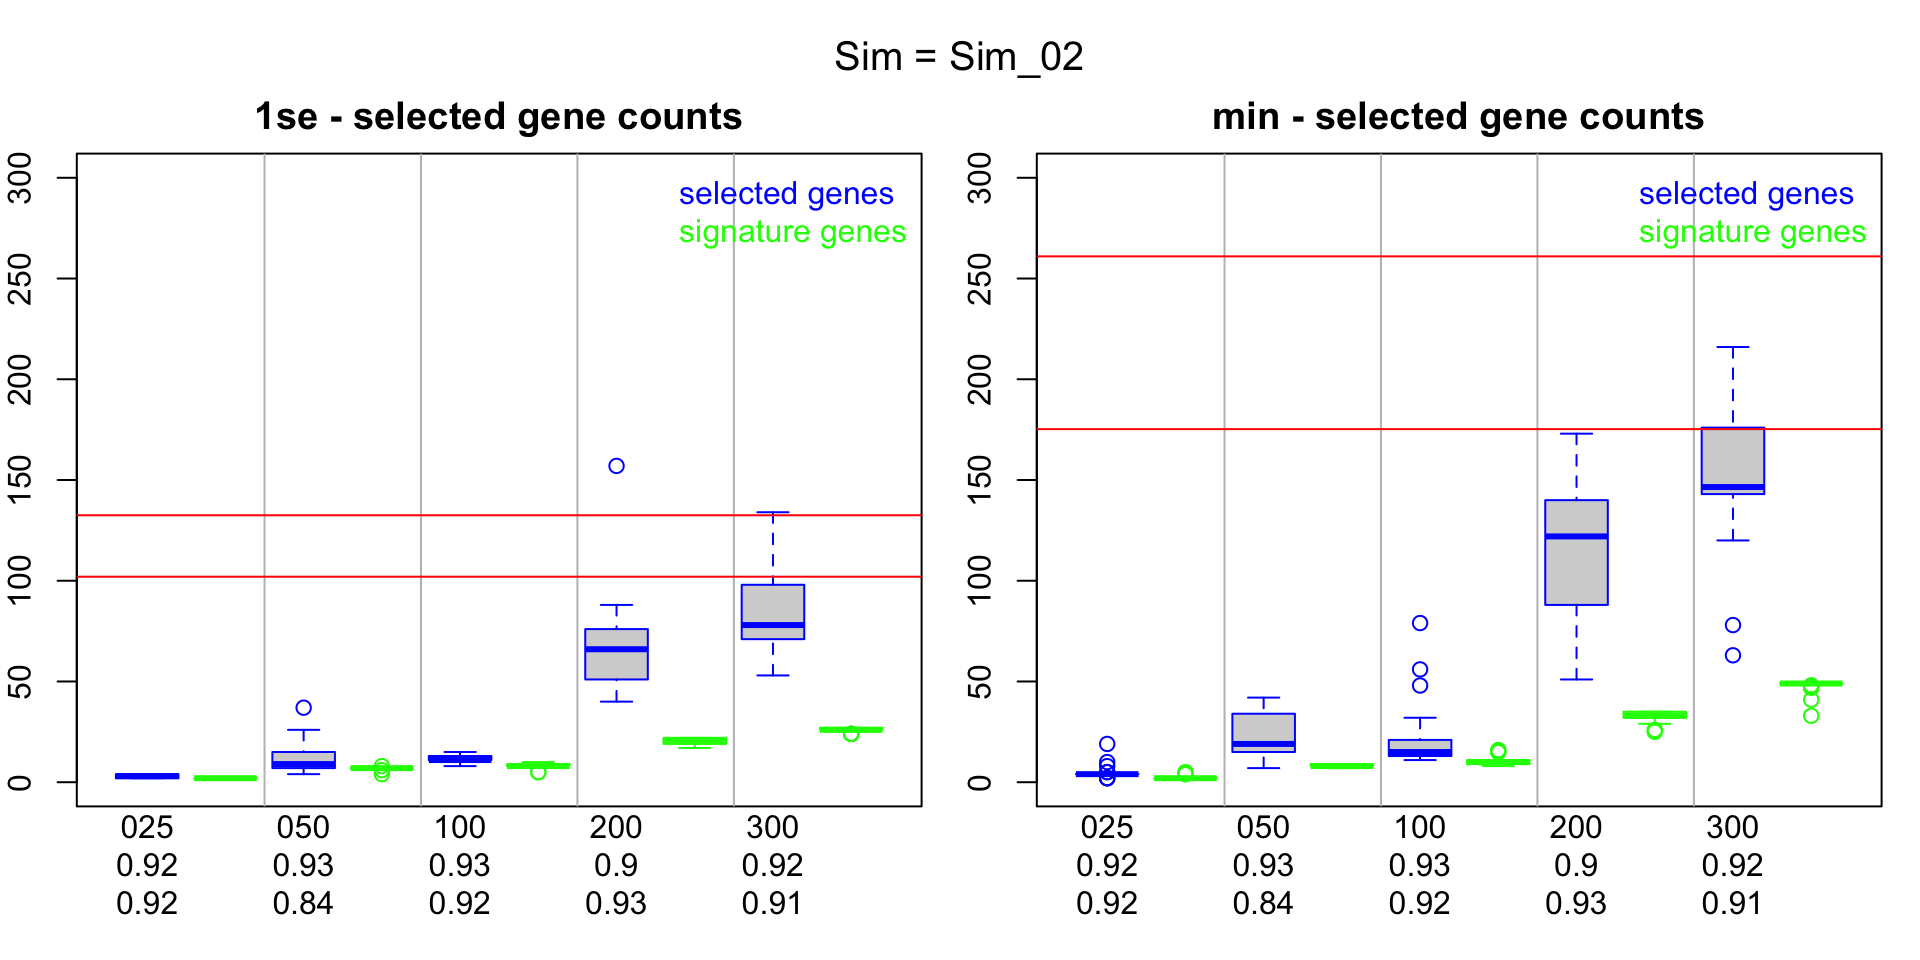 Sim = Sim_02
1se - selected gene counts
300
250
200
150
100
50
0
selected genes
signature genes
025 050 100 200 300
0.92 0.93 0.93 0.9 0.92
0.92 0.84 0.92 0.93 0.91
min - selected gene counts
300
250
200
150
100
50
0
selected genes
signature genes
025 050 100 200 300
0.92 0.93 0.93 0.9 0.92
0.92 0.84 0.92 0.93 0.91